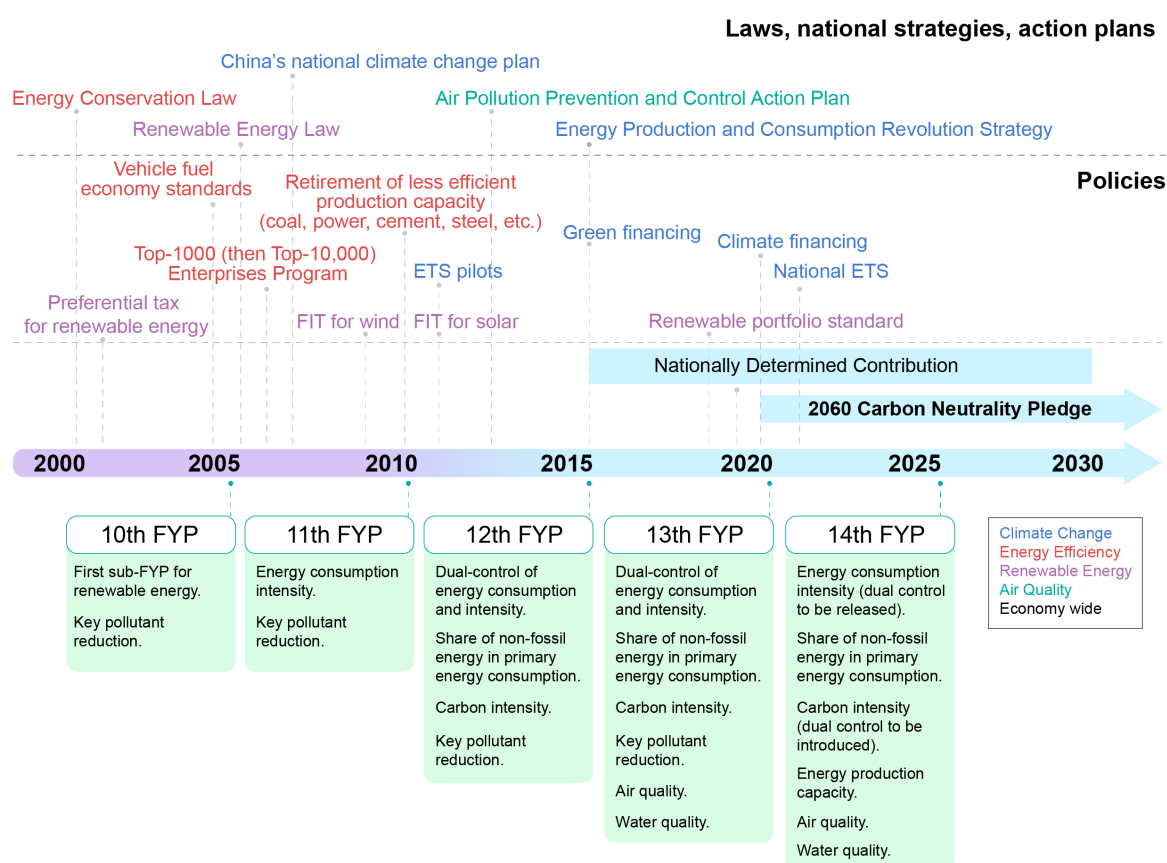 Laws, national strategies, action plans
China’s national climate change plan
Energy Conservation Law
Air Pollution Prevention and Control Action Plan
Renewable Energy Law
Energy Production and Consumption Revolution Strategy
Policies
Vehicle fuel
economy standards
Retirement of less efficient
production capacity
(coal, power, cement, steel, etc.)
Green financing
Climate financing
Top-1000 (then Top-10,000)
Enterprises Program
ETS pilots
National ETS
Preferential tax
for renewable energy
FIT for wind
FIT for solar
Renewable portfolio standard
Nationally Determined Contribution
2060 Carbon Neutrality Pledge
2000
2005
2010
2015
2020
2025
2030
10th FYP
First sub-FYP for
renewable energy.
Key pollutant
reduction.
11th FYP
Energy consumption
intensity.
Key pollutant
reduction.
12th FYP
Dual-control of
energy consumption
and intensity.
Share of non-fossil
energy in primary
energy consumption.
Carbon intensity.
Key pollutant
reduction.
13th FYP
Dual-control of
energy consumption
and intensity.
Share of non-fossil
energy in primary
energy consumption.
Carbon intensity.
Key pollutant
reduction.
Air quality.
Water quality.
14th FYP
Energy consumption
intensity (dual control
to be released).
Share of non-fossil
energy in primary
energy consumption.
Carbon intensity
(dual control to be
introduced).
Energy production
capacity.
Air quality.
Water quality.
Climate Change
Energy Efficiency
Renewable Energy
Air Quality
Economy wide